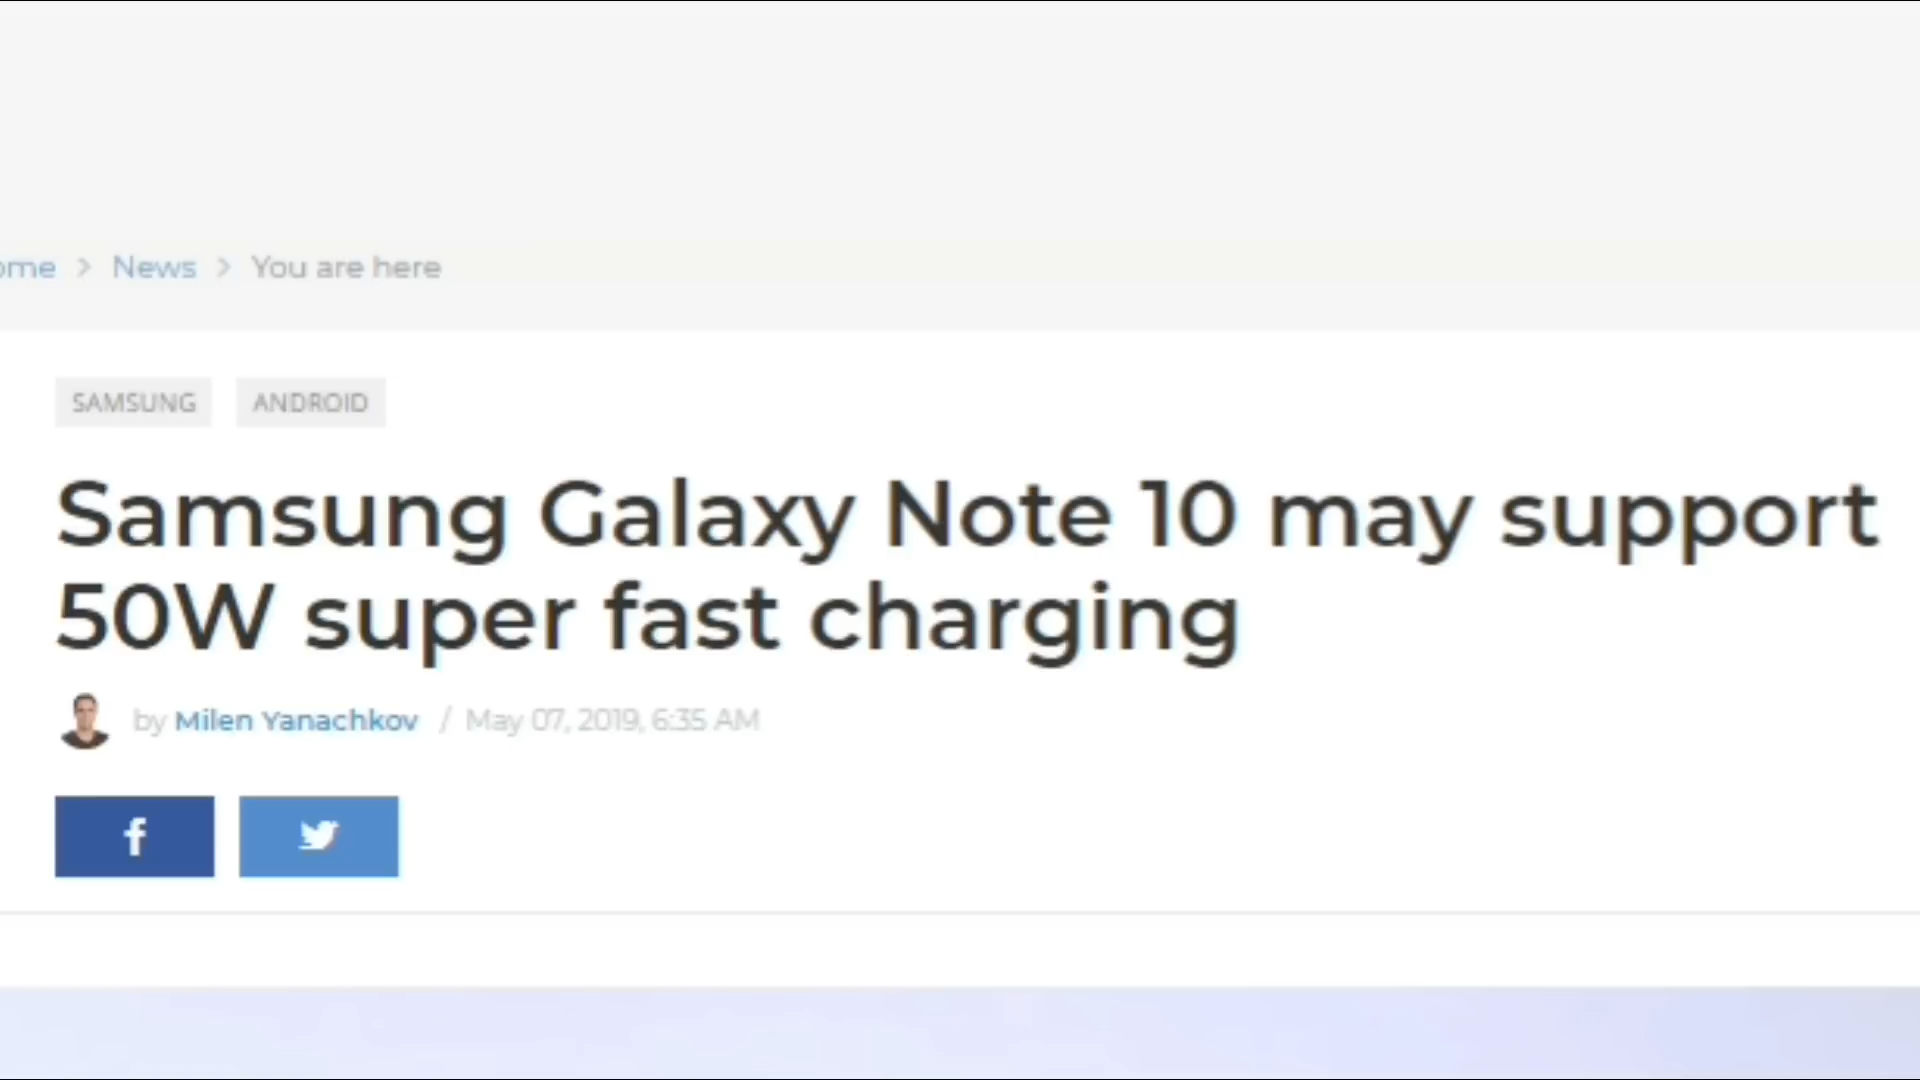 ome > News > You are here
SAMSUNG ANDROID
Samsung Galaxy Note 10 may support
50W super fast charging
by Milen Yanachkov / May 07, 2019, 6:35 AM
f